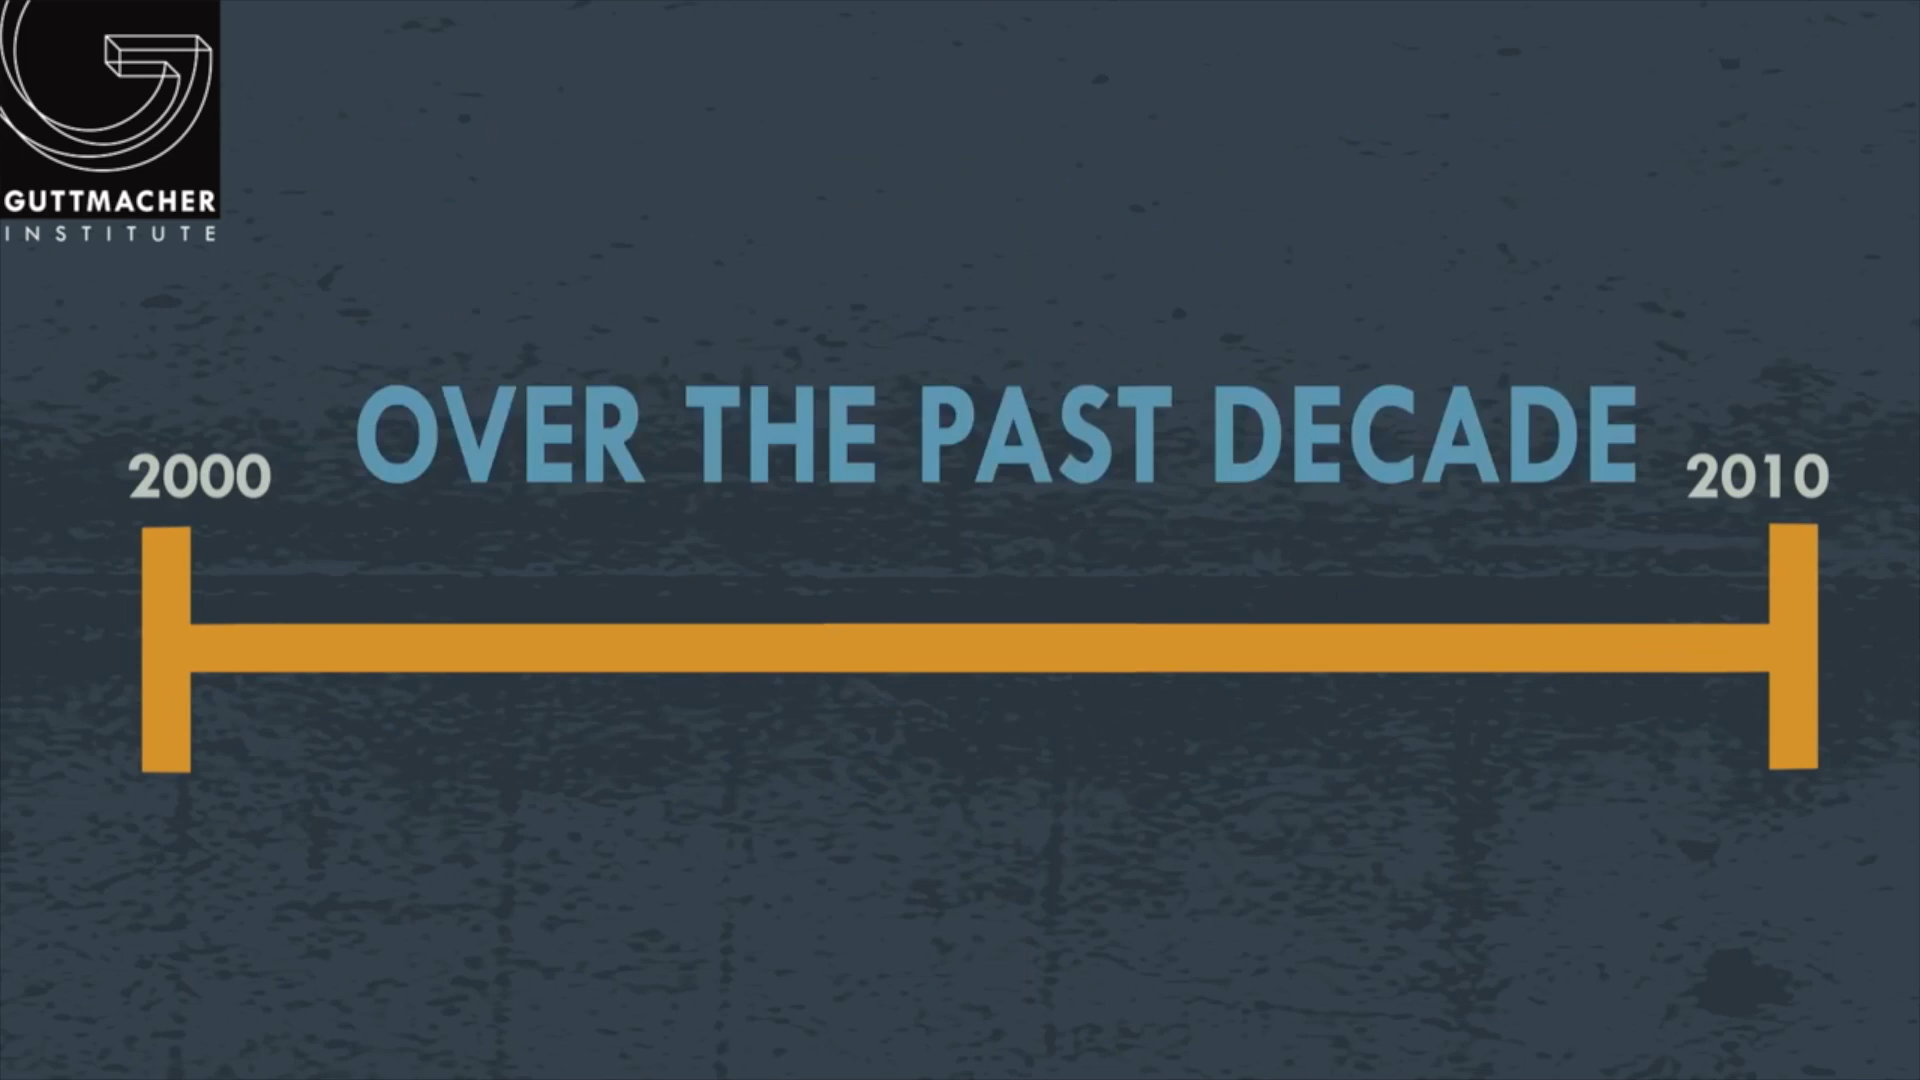 GUTTMACHER
INSTITUTE
OVER THE PAST DECADE
2000
2010